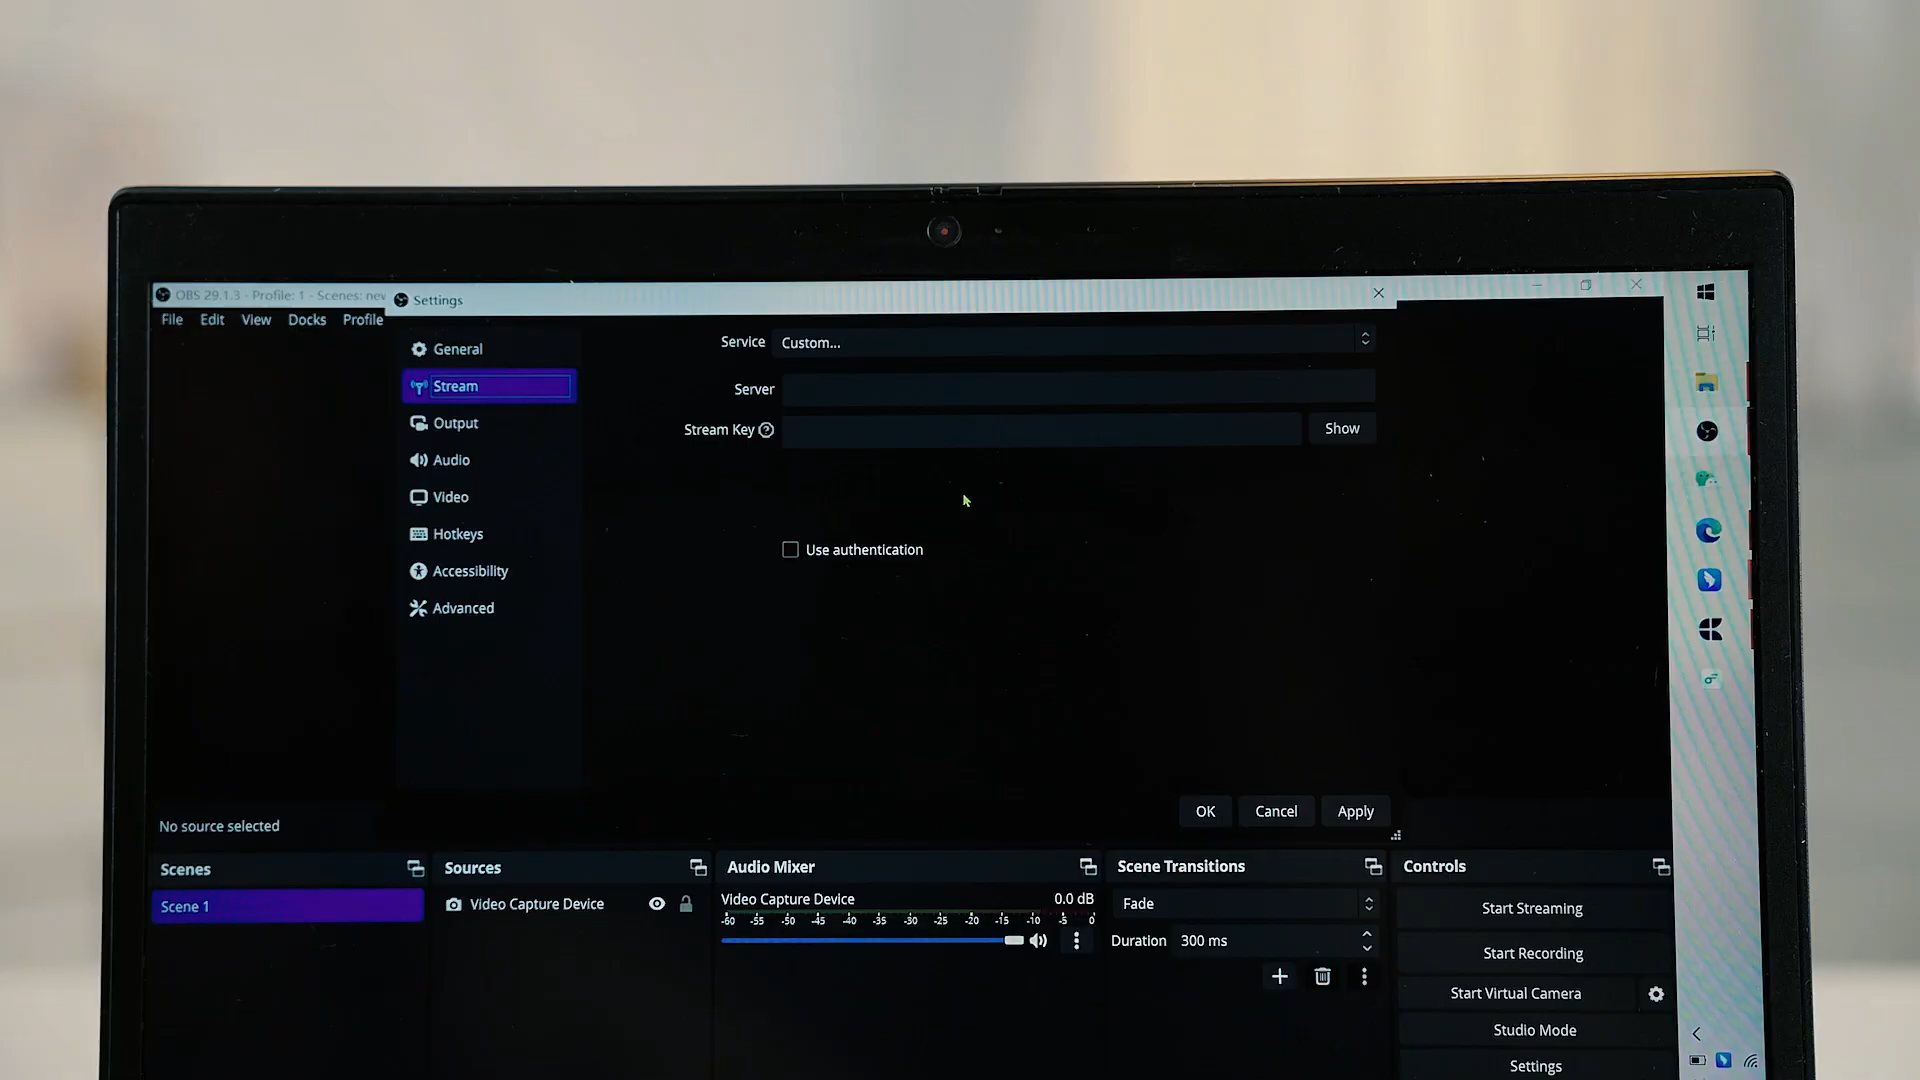 OBS 29.1.3 - Profile: 1 - Scenes: new
Settings
File Edit View Docks Profile
General
Stream
Output
Audio
Video
Hotkeys
Accessibility
Advanced
Service Custom...
Server
Stream Key Show
Use authentication
OK Cancel Apply
No source selected
Scenes
Scene 1
Sources
Video Capture Device
Audio Mixer
Video Capture Device 0.0 dB
-60 -55 -50 -45 -40 -35 -30 -25 -20 -15 -10 -5 0
Scene Transitions
Fade
Duration 300 ms
Controls
Start Streaming
Start Recording
Start Virtual Camera
Studio Mode
Settings